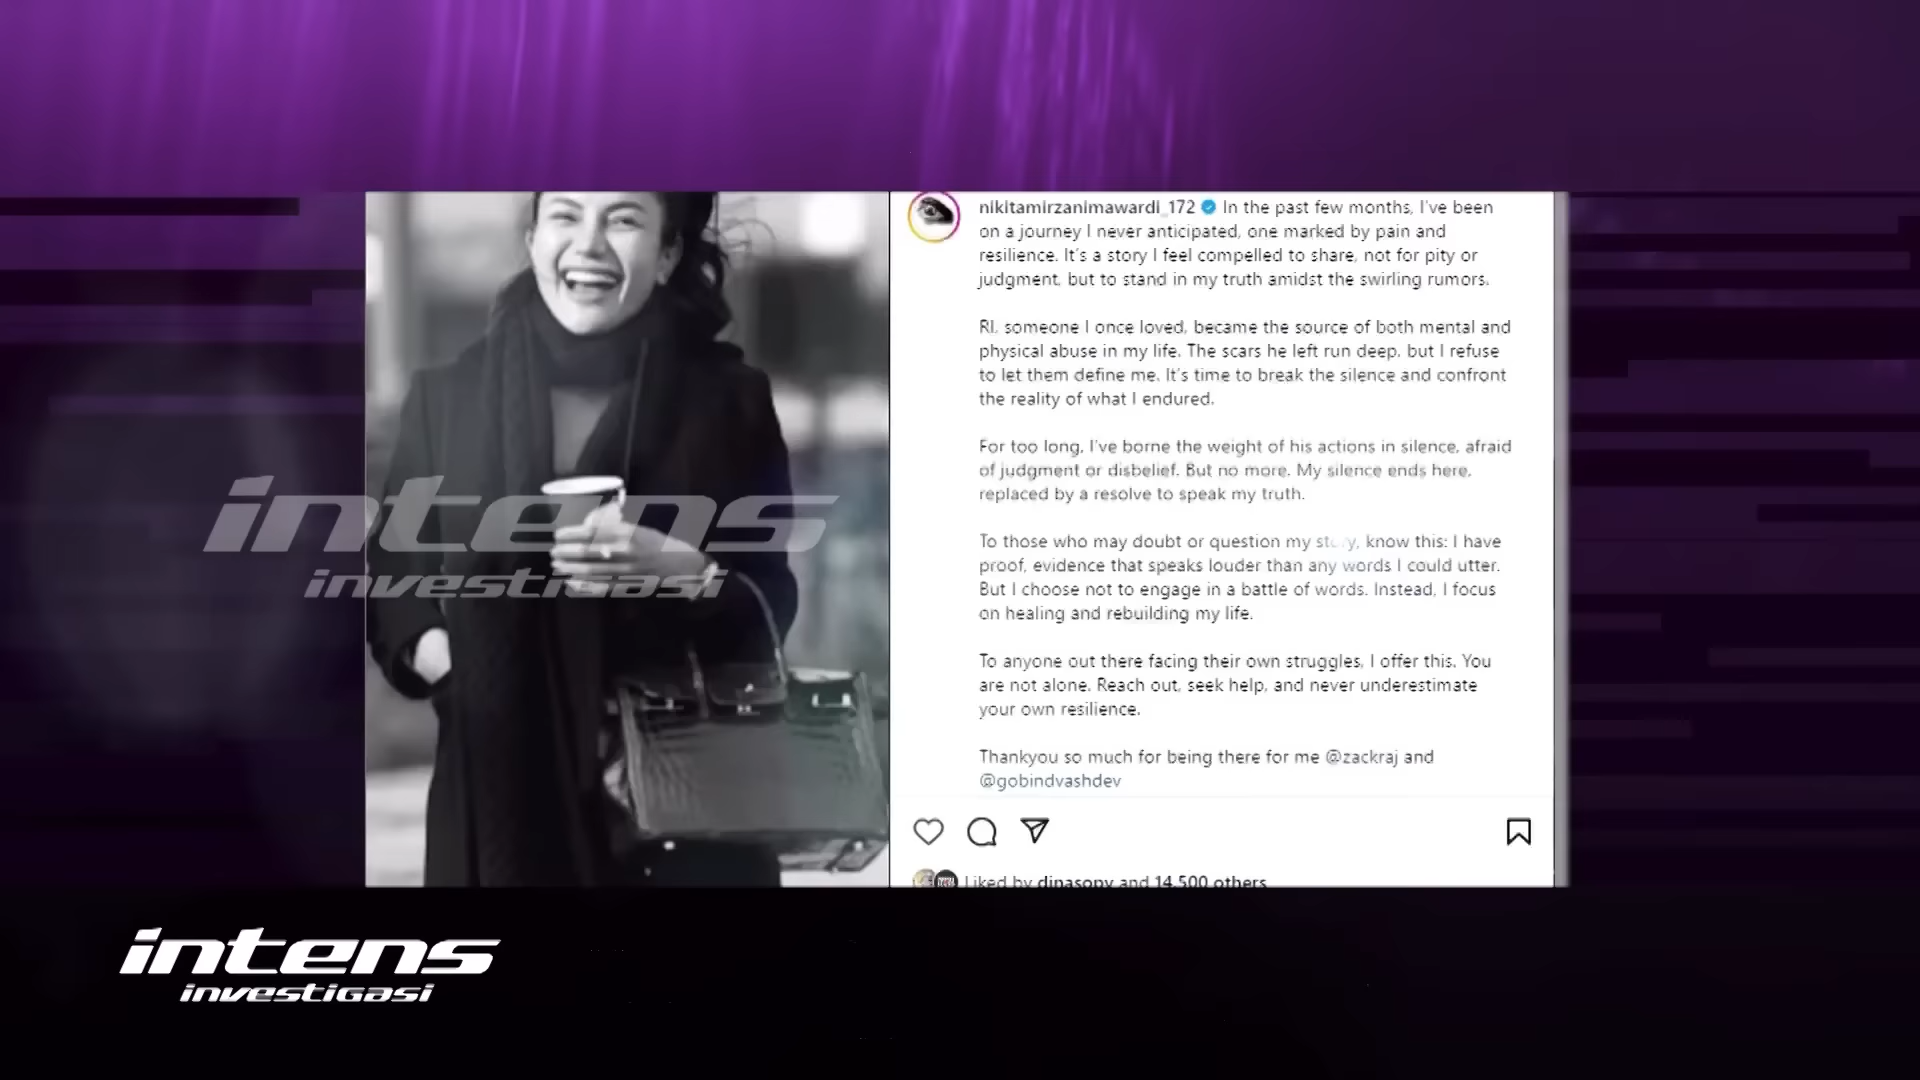 nikitamirzanimawardi_172 In the past few months, I've been
on a journey I never anticipated, one marked by pain and
resilience. It's a story I feel compelled to share, not for pity or
judgment, but to stand in my truth amidst the swirling rumors.
RI, someone I once loved, became the source of both mental and
physical abuse in my life. The scars he left run deep, but I refuse
to let them define me. It's time to break the silence and confront
the reality of what I endured.
For too long, I've borne the weight of his actions in silence, afraid
of judgment or disbelief. But no more. My silence ends here,
replaced by a resolve to speak my truth.
To those who may doubt or question my story, know this: I have
proof, evidence that speaks louder than any words I could utter.
But I choose not to engage in a battle of words. Instead, I focus
on healing and rebuilding my life.
To anyone out there facing their own struggles, I offer this. You
are not alone. Reach out, seek help, and never underestimate
your own resilience.
Thankyou so much for being there for me @zackraj and
@gobindvashdev
Liked by dinasopy and 14,500 others
intens
investigasi
intens
investigasi